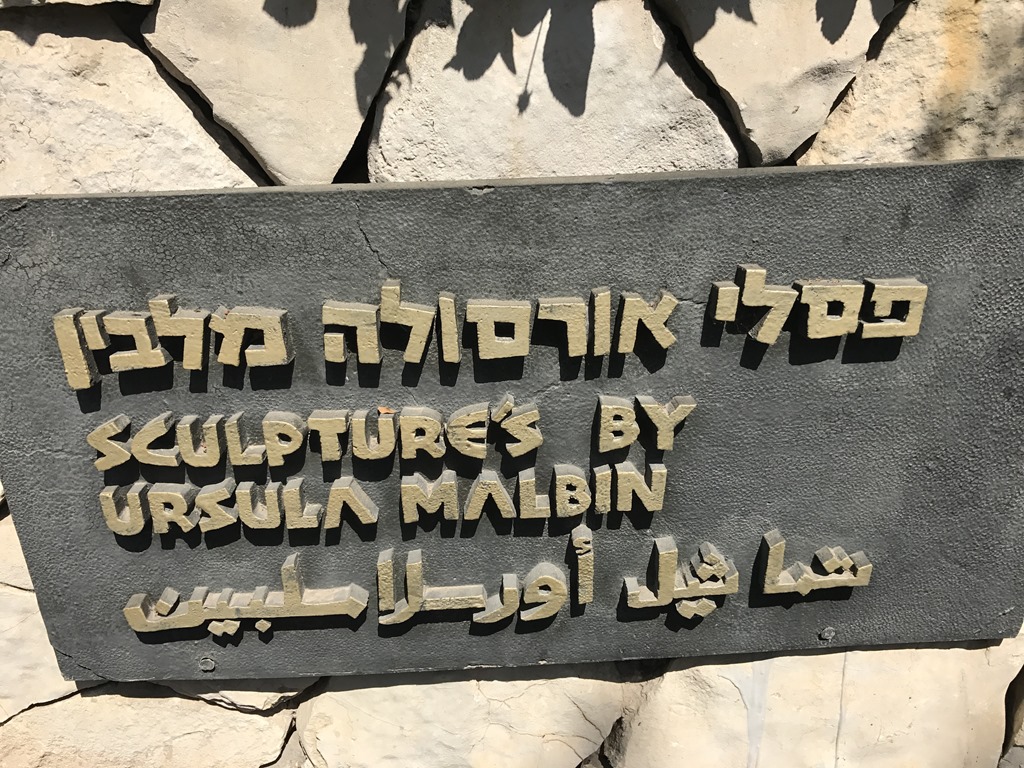 פסלי אורסולה מלבין
SCULPTURE'S BY
URSULA MALBIN
تماثيل أورسلا ملبين